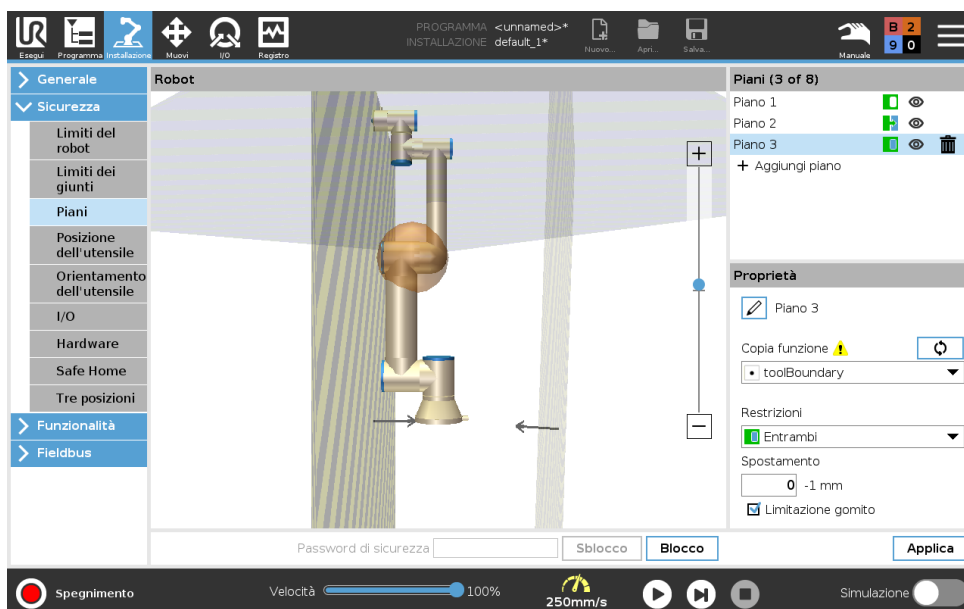 UR
PROGRAMMA <unnamed>*
INSTALLAZIONE default_1*
Esegui Programma Installazione Muovi I/O Registro
Nuovo... Apri... Salva...
Manuale
B 2
9 0
Generale
Sicurezza
Limiti del
robot
Limiti dei
giunti
Piani
Posizione
dell'utensile
Orientamento
dell'utensile
I/O
Hardware
Safe Home
Tre posizioni
Funzionalità
Fieldbus
Robot
Piani (3 of 8)
Piano 1
Piano 2
Piano 3
+ Aggiungi piano
Proprietà
Piano 3
Copia funzione
toolBoundary
Restrizioni
Entrambi
Spostamento
0 -1 mm
Limitazione gomito
Password di sicurezza Sblocco Blocco
Applica
Spegnimento
Velocità 100%
250mm/s
Simulazione